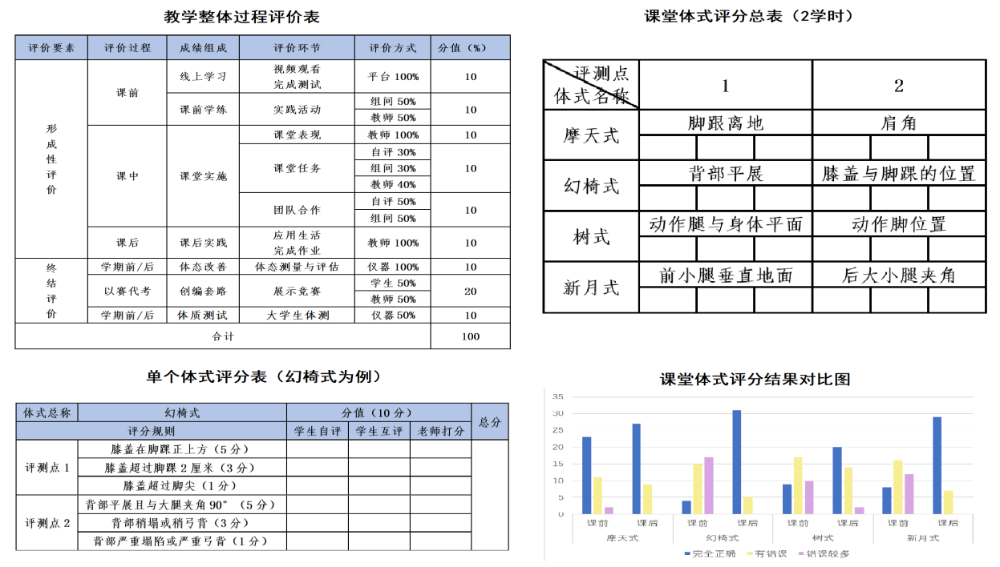 教学整体过程评价表
评价要素 评价过程 成绩组成 评价环节 评价方式 分值（%）
形成性评价
课前
线上学习
视频观看
完成测试
平台 100%
10
课前学练
实践活动
组间 50%
教师 50%
10
课中
课堂实施
课堂表现
教师 100%
10
课堂任务
自评 30%
组间 30%
教师 40%
10
团队合作
自评 50%
组间 50%
10
课后
课后实践
应用生活
完成作业
教师 100%
10
终结评价
学期前/后 体态改善 体态测量与评估 仪器 100% 10
以赛代考
创编套路
展示竞赛
学生 50%
教师 50%
20
学期前/后 体质测试 大学生体测 仪器 50% 10
合计 100
课堂体式评分总表（2学时）
评测点
体式名称
1 2
摩天式
脚跟离地 肩角
幻椅式
背部平展 膝盖与脚踝的位置
树式
动作腿与身体平面 动作脚位置
新月式
前小腿垂直地面 后大小腿夹角
单个体式评分表（幻椅式为例）
体式总称 幻椅式 分值（10 分） 总分
评分规则 学生自评 学生互评 老师打分
评测点 1
膝盖在脚踝正上方（5 分）
膝盖超过脚踝 2 厘米（3 分）
膝盖超过脚尖（1 分）
评测点 2
背部平展且与大腿夹角 90°（5 分）
背部稍塌或稍弓背（3 分）
背部严重塌陷或严重弓背（1 分）
课堂体式评分结果对比图
35
30
25
20
15
10
5
0
课前 课后 课前 课后 课前 课后 课前 课后
摩天式 幻椅式 树式 新月式
完全正确 有错误 错误较多